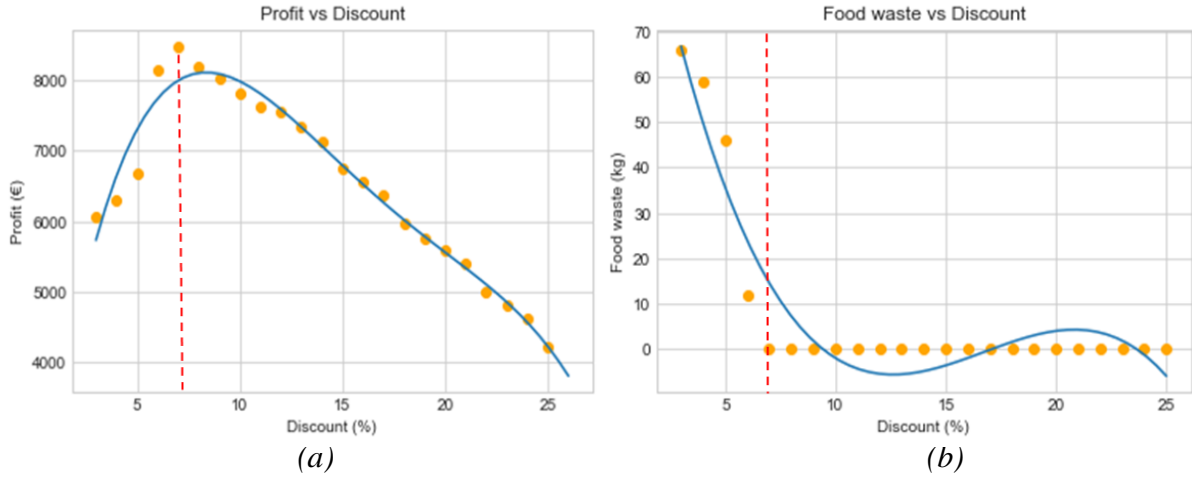 Profit vs Discount
8000
7000
6000
5000
4000
Profit (€)
5 10 15 20 25
Discount (%)
(a)
Food waste vs Discount
70
60
50
40
30
20
10
0
Food waste (kg)
5 10 15 20 25
Discount (%)
(b)